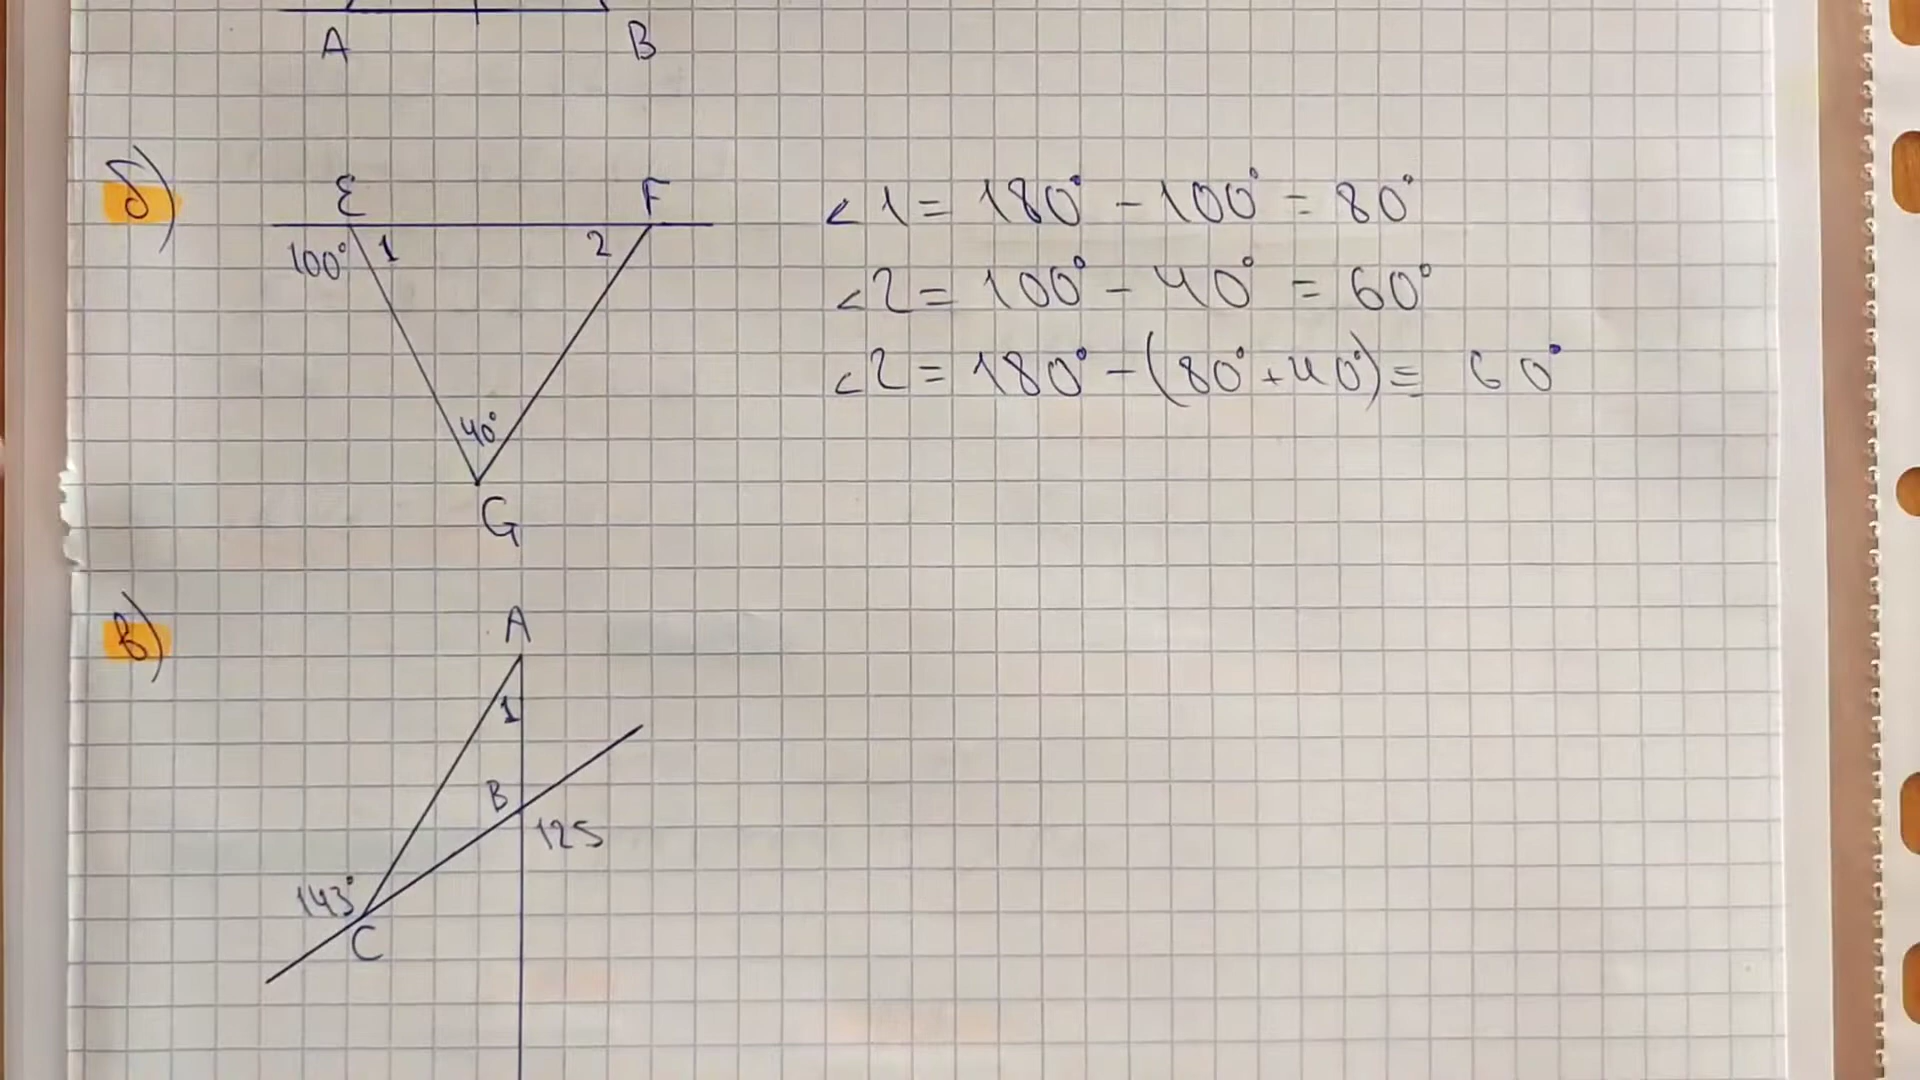 A B
б)
E F
100° 1 2
40°
G
<1 = 180° - 100° = 80°
<2 = 100° - 40° = 60°
<2 = 180° - (80° + 40°) = 60°
в)
A
1
B
125
143°
C